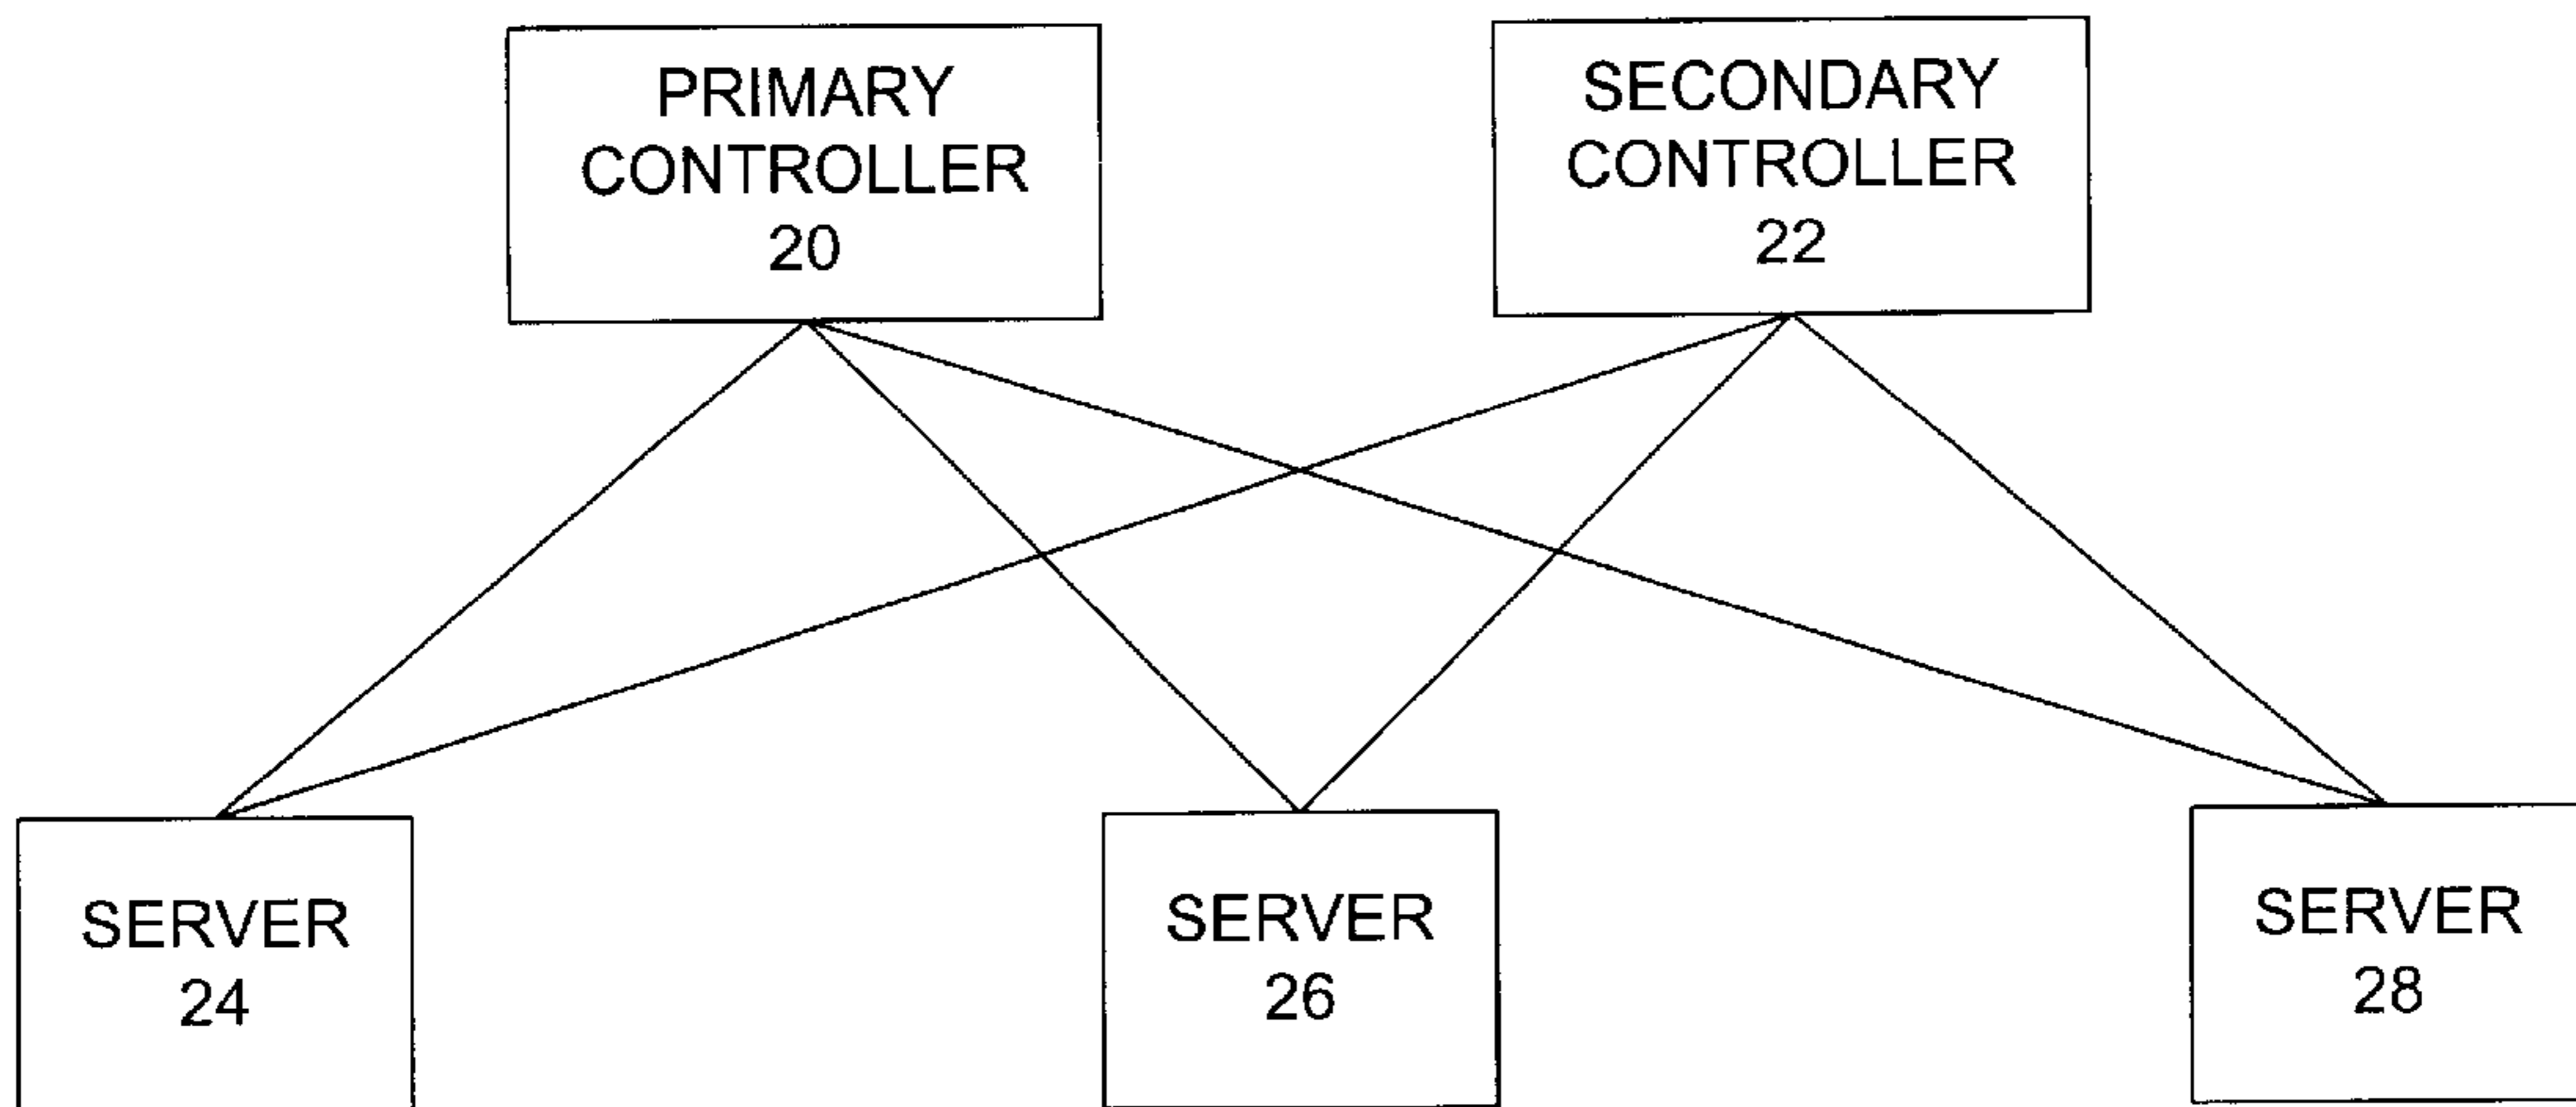 PRIMARY
CONTROLLER
20
SECONDARY
CONTROLLER
22
SERVER
24
SERVER
26
SERVER
28